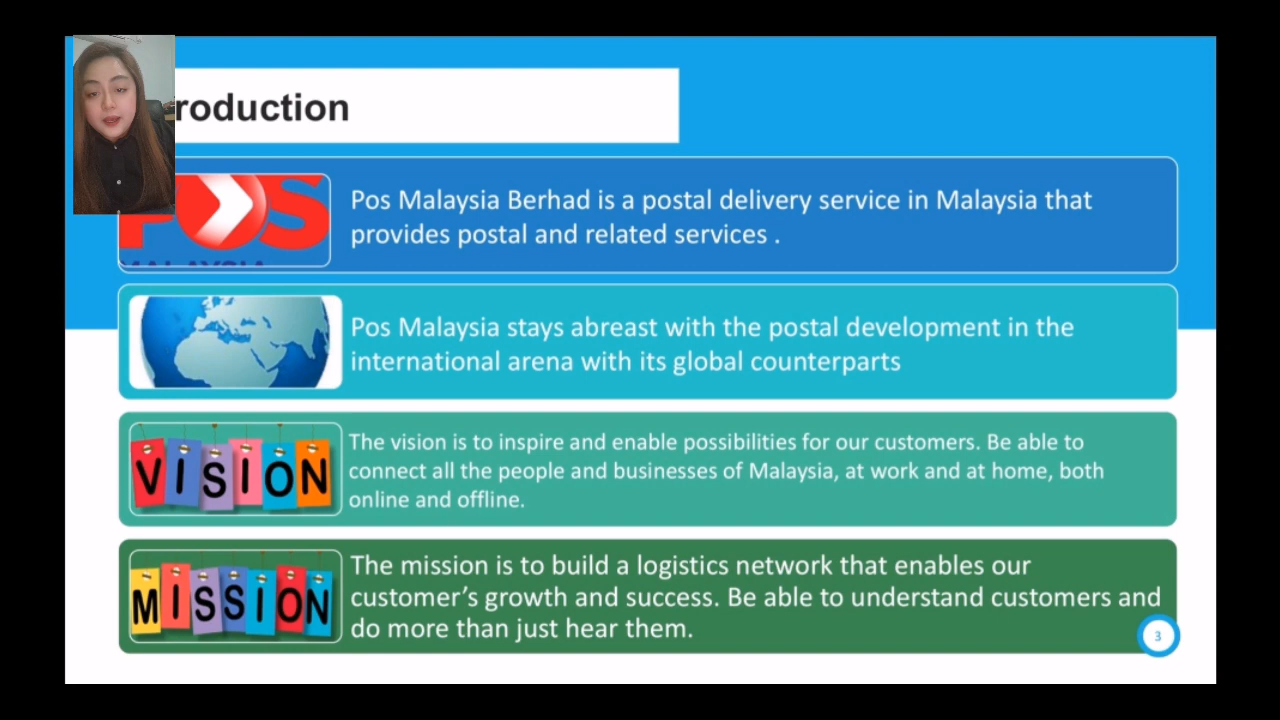 roduction
POS
Pos Malaysia Berhad is a postal delivery service in Malaysia that
provides postal and related services .
Pos Malaysia stays abreast with the postal development in the
international arena with its global counterparts
VISION
The vision is to inspire and enable possibilities for our customers. Be able to
connect all the people and businesses of Malaysia, at work and at home, both
online and offline.
MISSION
The mission is to build a logistics network that enables our
customer’s growth and success. Be able to understand customers and
do more than just hear them.
3